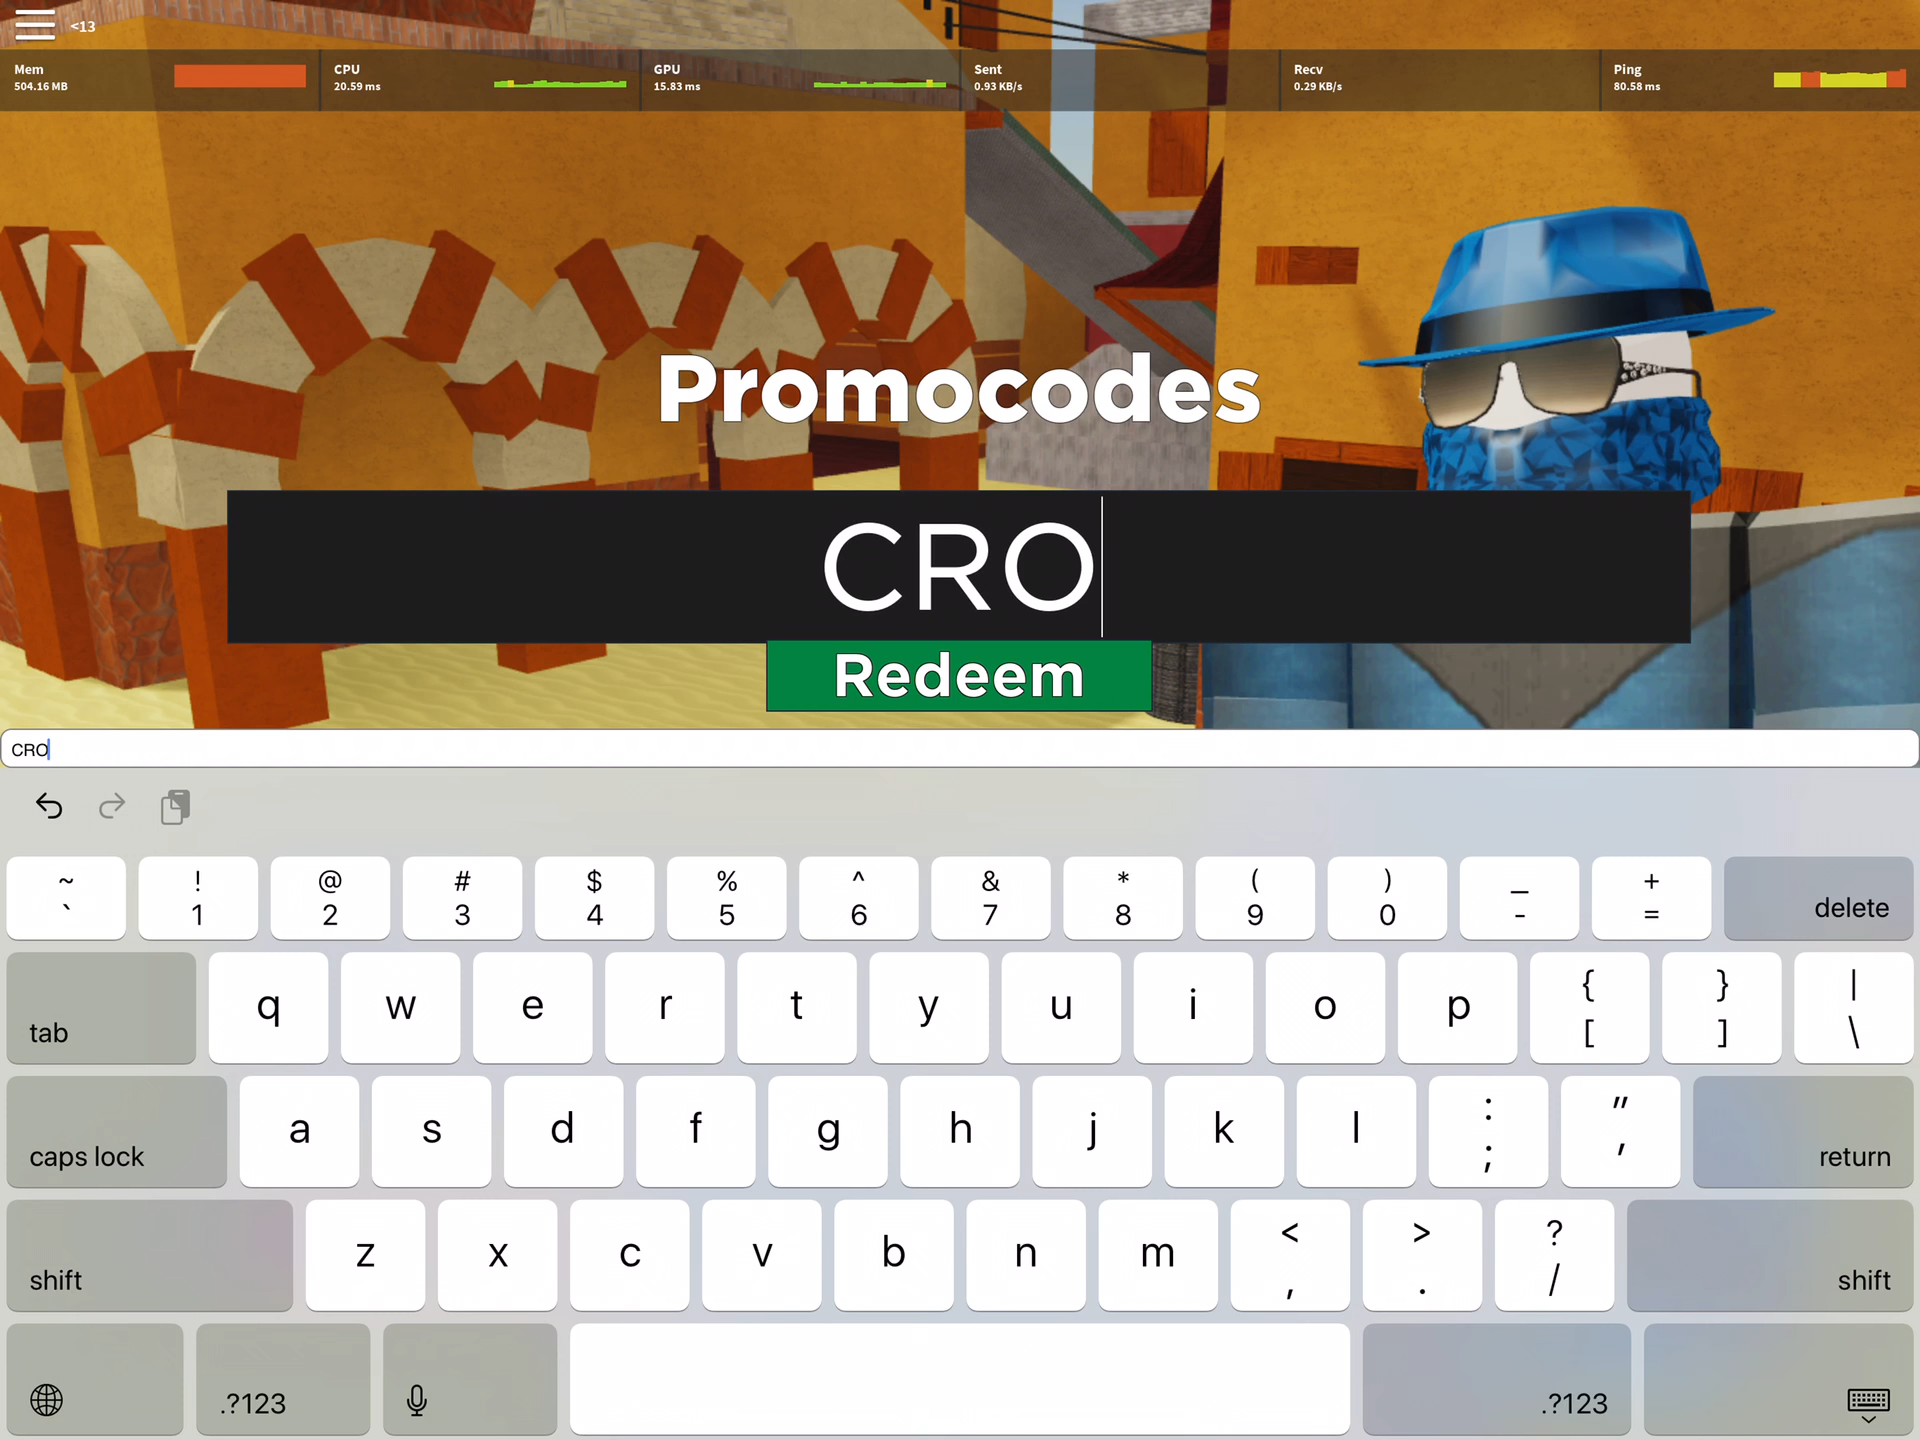 <13
Mem
504.16 MB
CPU
20.59 ms
GPU
15.83 ms
Sent
0.93 KB/s
Recv
0.29 KB/s
Ping
80.58 ms
Promocodes
CRO
Redeem
CRO
~ ! @ # $ % ^ & * ( ) _ +
` 1 2 3 4 5 6 7 8 9 0 - = delete
tab q w e r t y u i o p { [ } ] | \
caps lock a s d f g h j k l : ; " ' return
shift z x c v b n m < , > . ? / shift
.?123 .?123